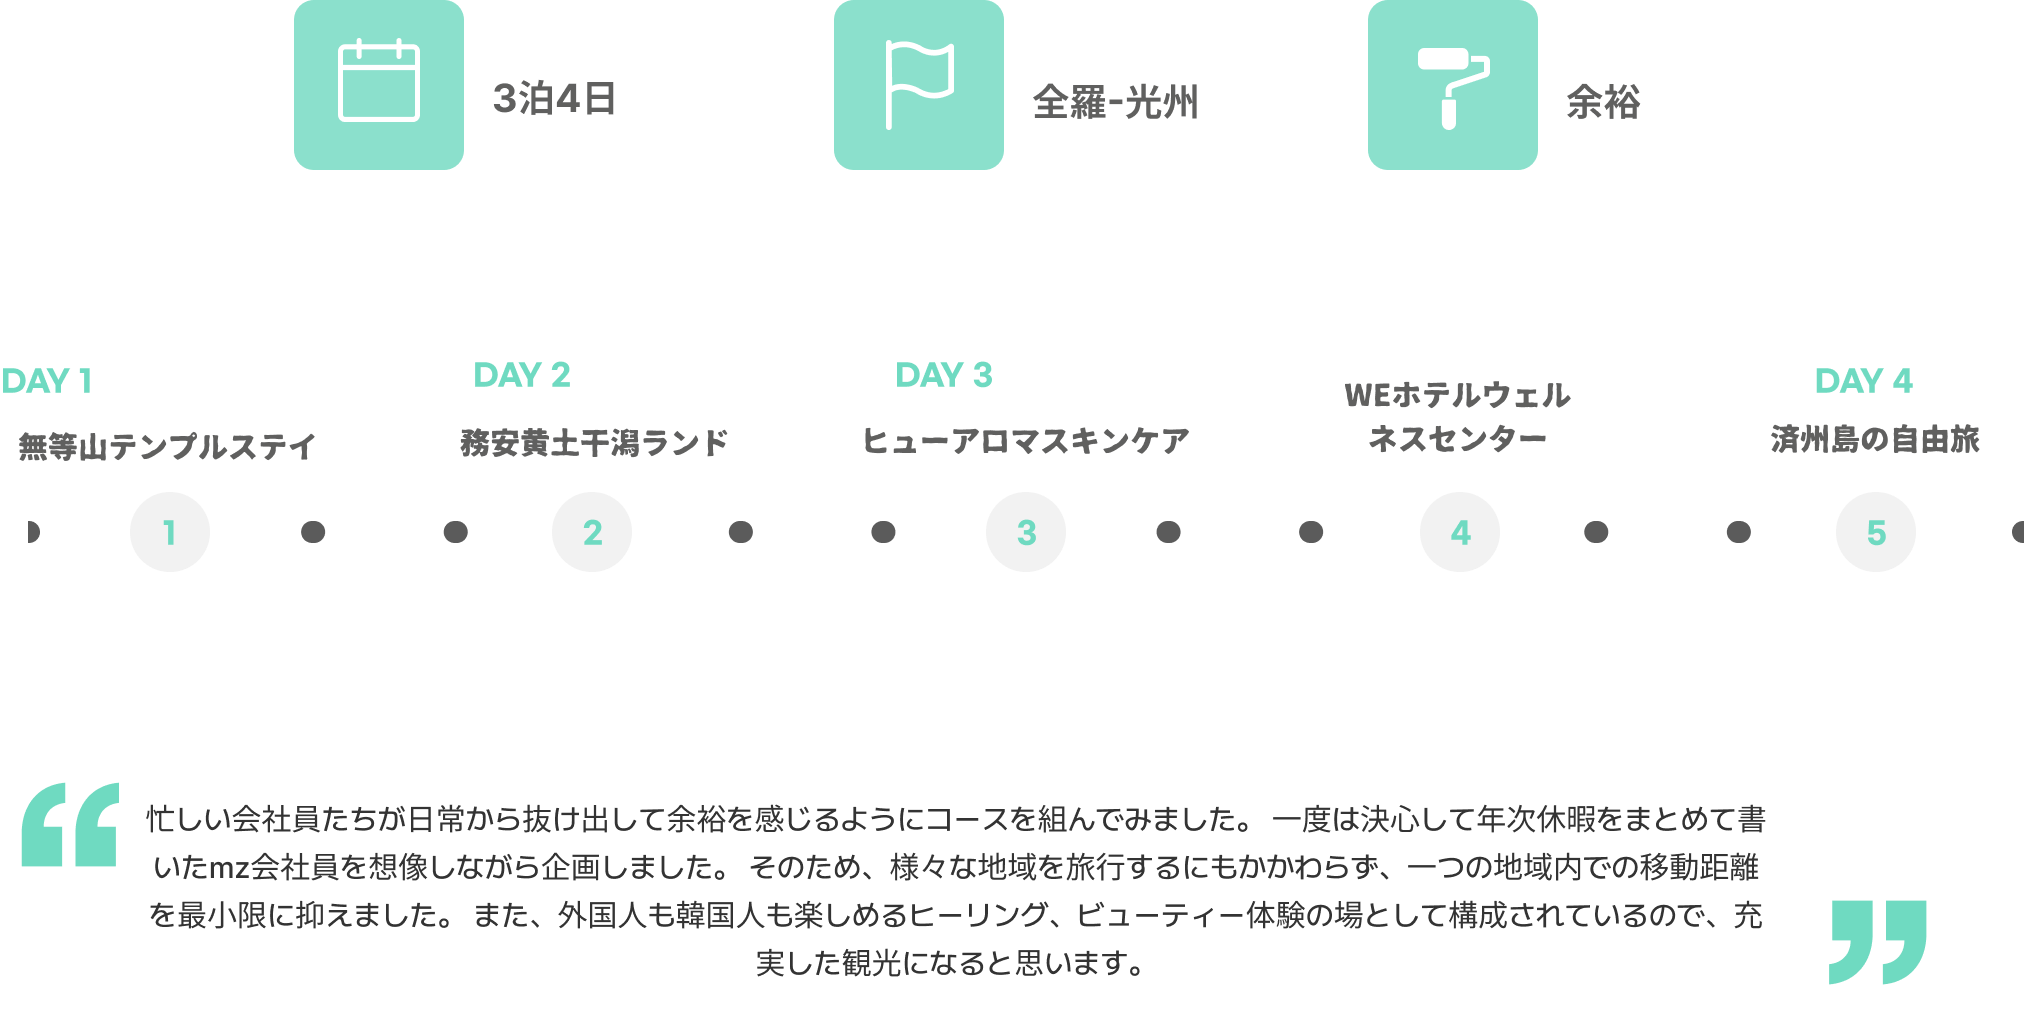 3泊4日
全羅-光州
余裕
DAY 1
無等山テンプルステイ
DAY 2
務安黄土干潟ランド
DAY 3
ヒューアロマスキンケア
WEホテルウェル
ネスセンター
DAY 4
済州島の自由旅
1
2
3
4
5
忙しい会社員たちが日常から抜け出して余裕を感じるようにコースを組んでみました。 一度は決心して年次休暇をまとめて書
いたmz会社員を想像しながら企画しました。 そのため、様々な地域を旅行するにもかかわらず、一つの地域内での移動距離
を最小限に抑えました。 また、外国人も韓国人も楽しめるヒーリング、ビューティー体験の場として構成されているので、充
実した観光になると思います。